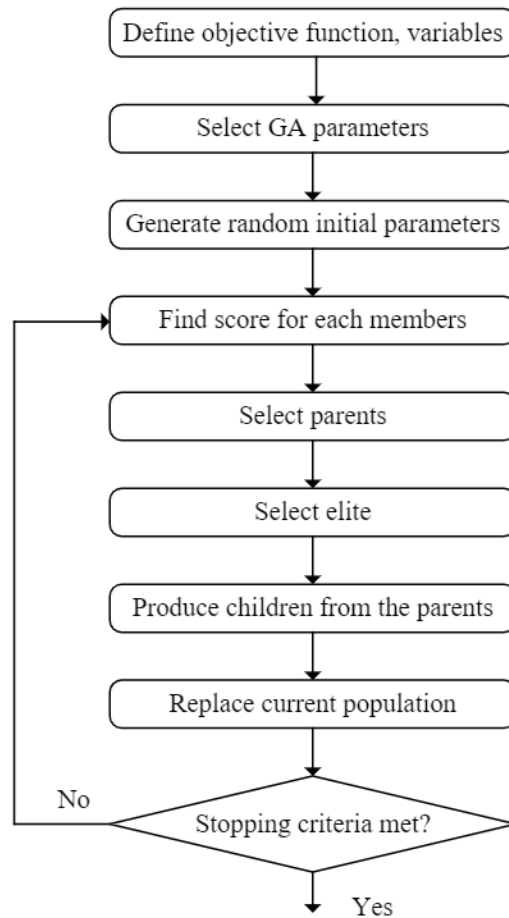 Define objective function, variables
Select GA parameters
Generate random initial parameters
Find score for each members
Select parents
Select elite
Produce children from the parents
Replace current population
No
Stopping criteria met?
Yes